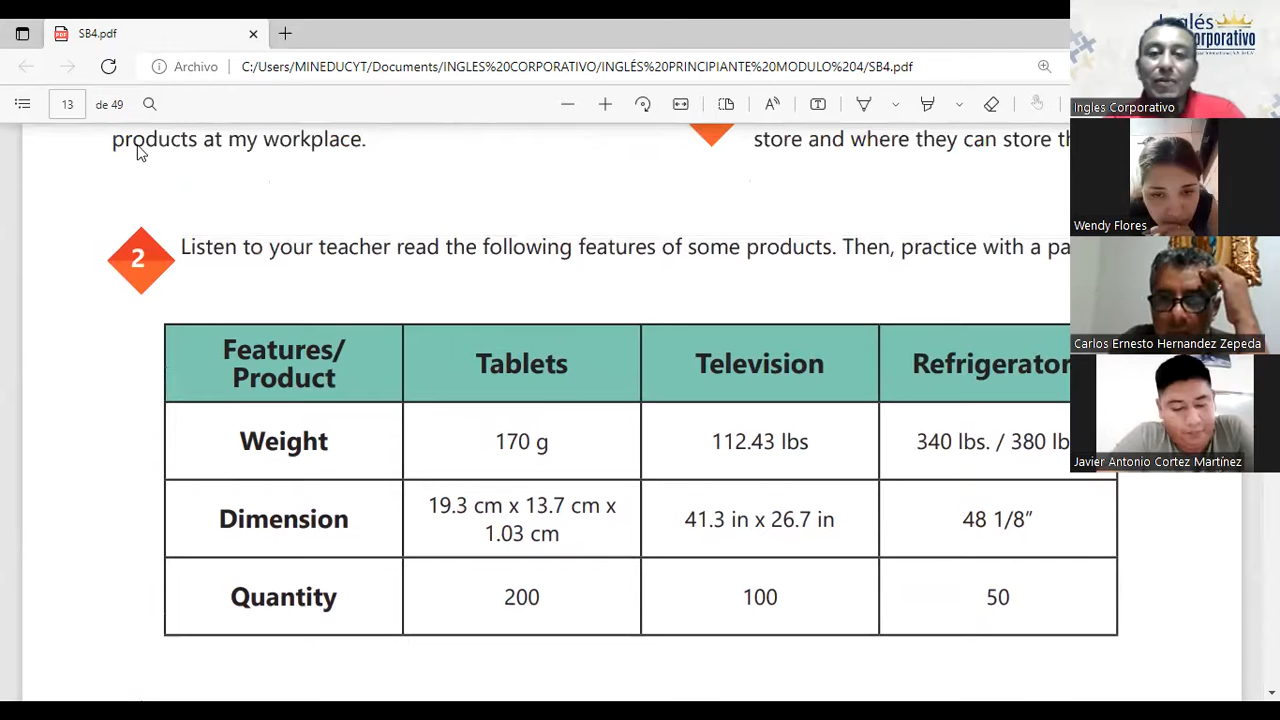 SB4.pdf
Archivo
C:/Users/MINEDUCYT/Documents/INGLES%20CORPORATIVO/INGLÉS%20PRINCIPIANTE%20MODULO%204/SB4.pdf
13
de 49
products at my workplace.
store and where they can store th
2
Listen to your teacher read the following features of some products. Then, practice with a pa
Features/
Product
Tablets
Television
Refrigerator
Weight
170 g
112.43 lbs
340 lbs. / 380 lb
Dimension
19.3 cm x 13.7 cm x
1.03 cm
41.3 in x 26.7 in
48 1/8”
Quantity
200
100
50
Inglés
Corporativo
Ingles Corporativo
Wendy Flores
Carlos Ernesto Hernandez Zepeda
Javier Antonio Cortez Martínez